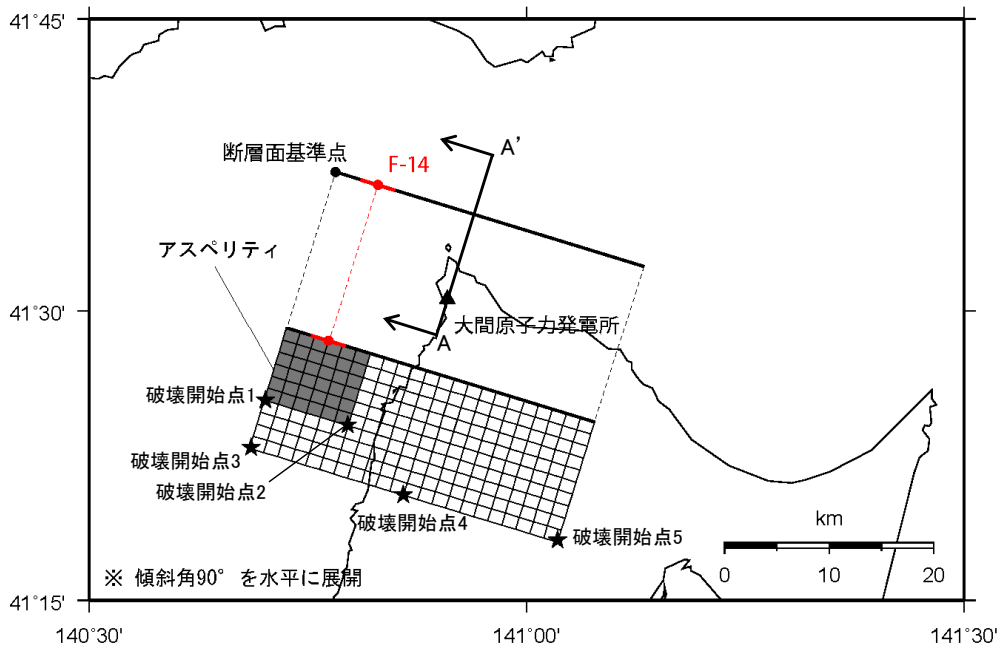 41°45'
A'
断層面基準点
F-14
アスペリティ
41°30'
大間原子力発電所
A
破壊開始点1
破壊開始点3
破壊開始点2
破壊開始点4
破壊開始点5
km
0 10 20
※ 傾斜角90° を水平に展開
41°15'
140°30' 141°00' 141°30'